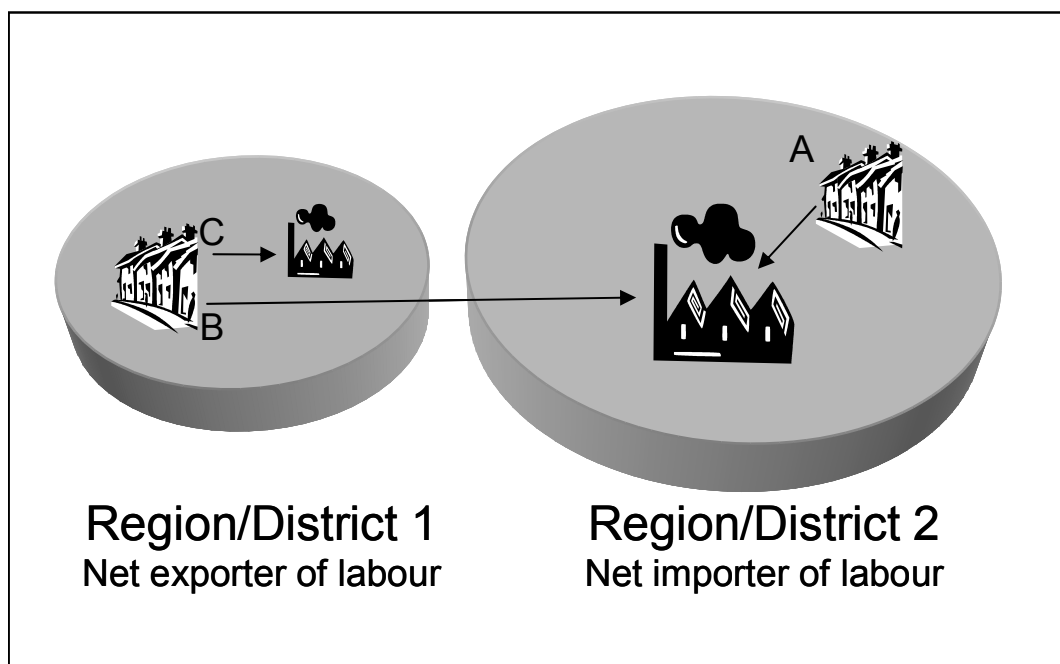 A
C
B
Region/District 1
Net exporter of labour
Region/District 2
Net importer of labour